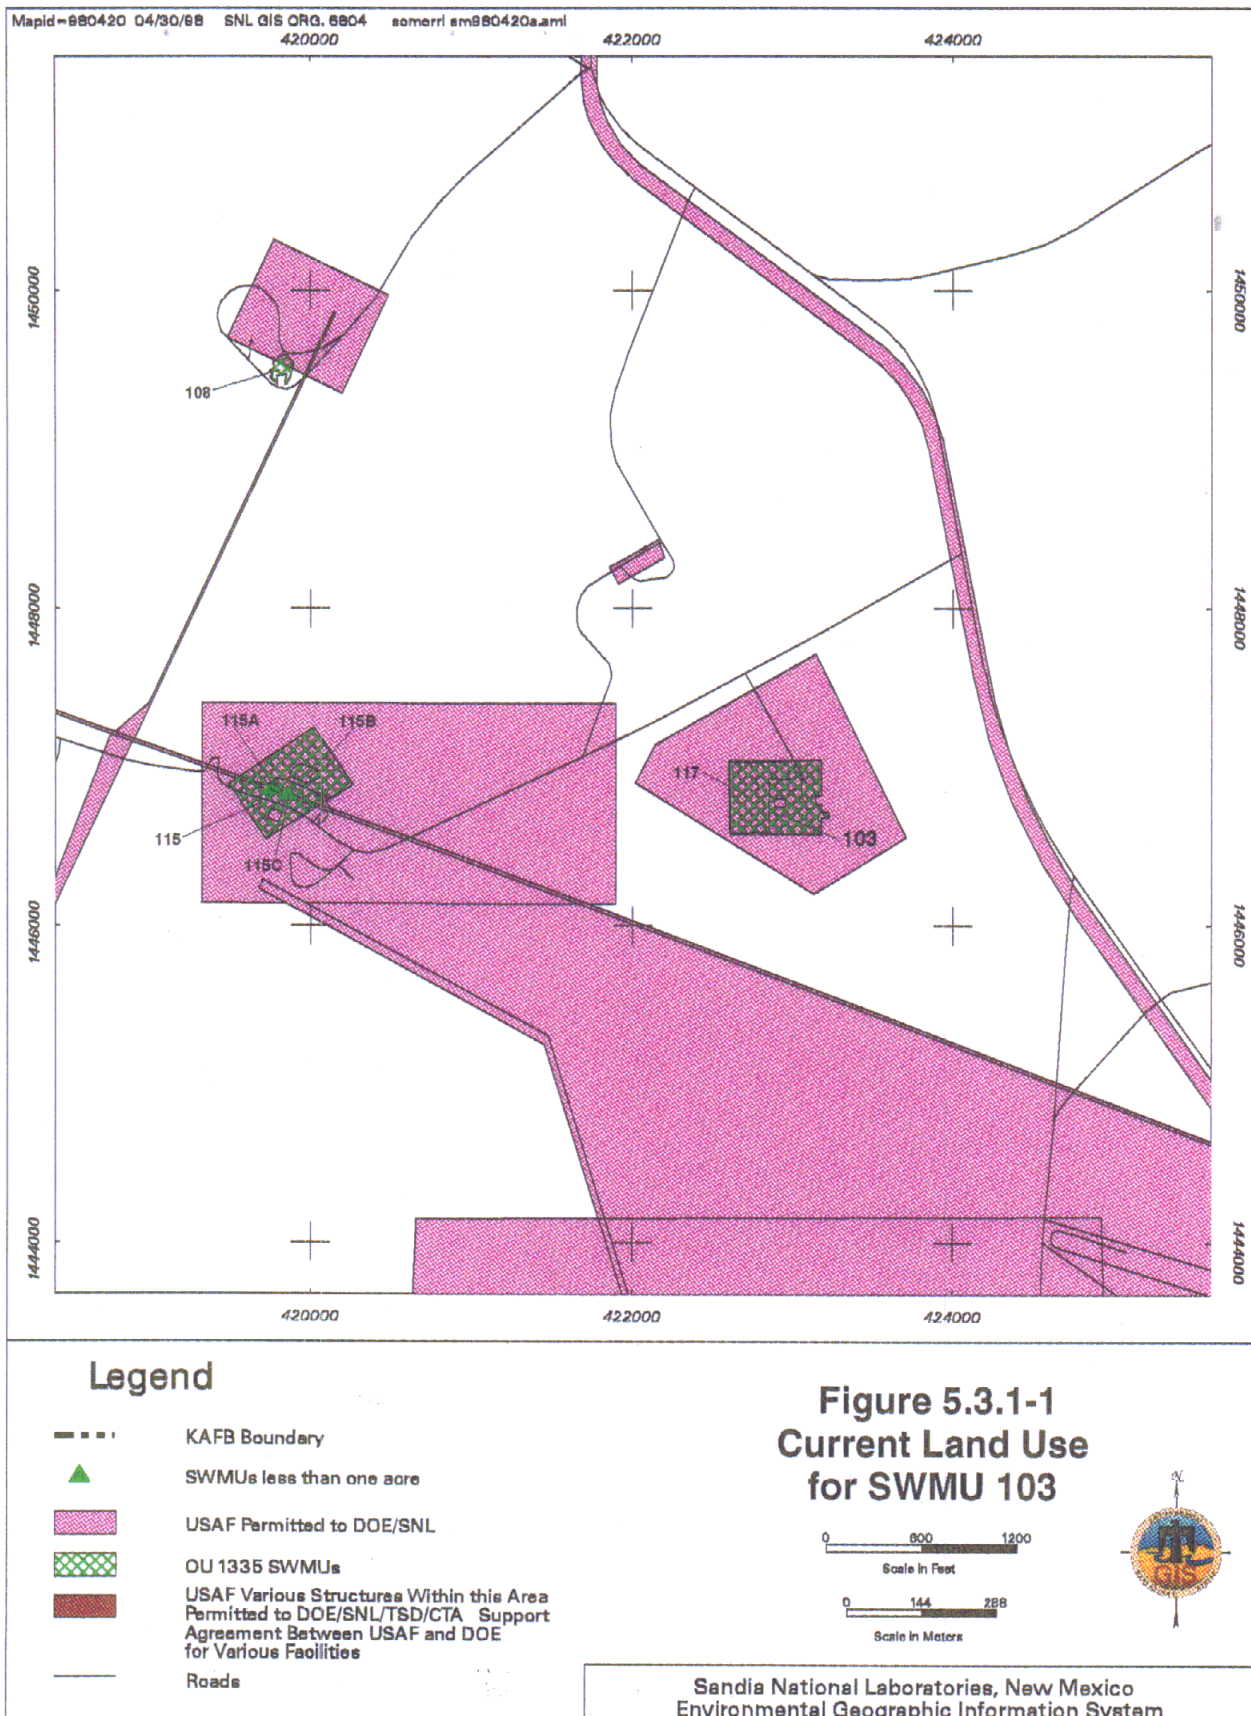 Mapid=980420 04/30/98 SNL GIS ORG. 6804 somorri sm980420a.aml
420000 422000 424000
1450000 1450000
108
1448000 1448000
115A 115B
117
115 103
115C
1446000 1446000
1444000 1444000
420000 422000 424000
Legend
KAFB Boundary
SWMUs less than one acre
USAF Permitted to DOE/SNL
OU 1335 SWMUs
USAF Various Structures Within this Area
Permitted to DOE/SNL/TSD/CTA Support
Agreement Between USAF and DOE
for Various Facilities
Roads
Figure 5.3.1-1
Current Land Use
for SWMU 103
0 600 1200
Scale in Feet
0 144 288
Scale in Meters
N
GIS
Sandia National Laboratories, New Mexico
Environmental Geographic Information System